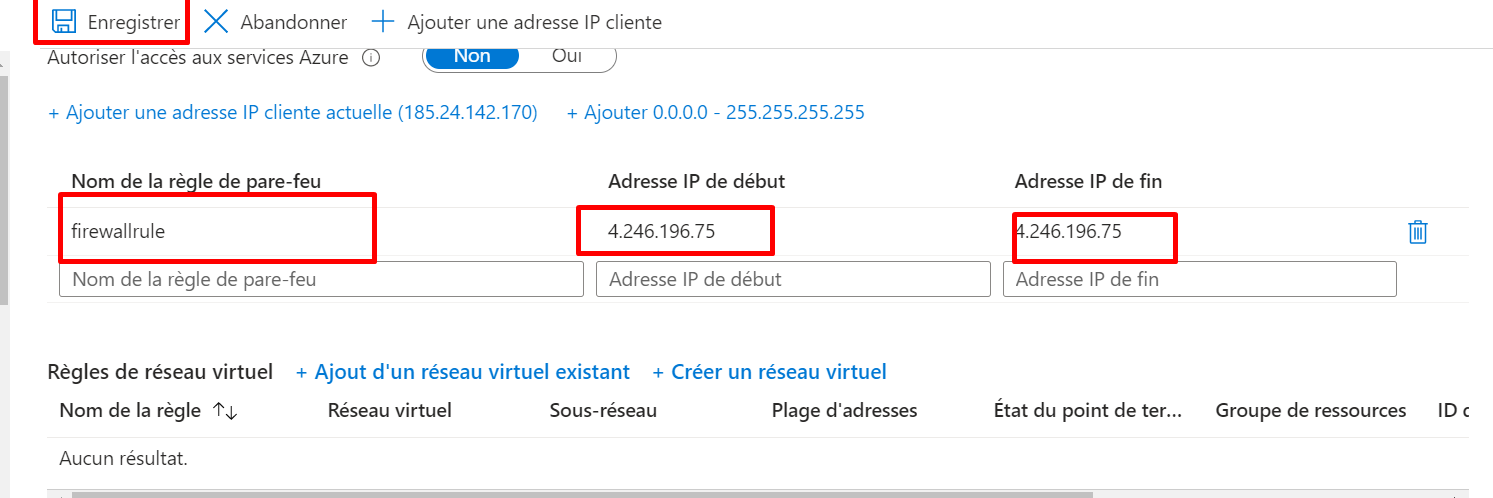 Enregistrer Abandonner + Ajouter une adresse IP cliente
Autoriser l'accès aux services Azure Non Oui
+ Ajouter une adresse IP cliente actuelle (185.24.142.170) + Ajouter 0.0.0.0 - 255.255.255.255
Nom de la règle de pare-feu Adresse IP de début Adresse IP de fin
firewallrule 4.246.196.75 4.246.196.75
Nom de la règle de pare-feu Adresse IP de début Adresse IP de fin
Règles de réseau virtuel + Ajout d'un réseau virtuel existant + Créer un réseau virtuel
Nom de la règle ↑↓ Réseau virtuel Sous-réseau Plage d'adresses État du point de ter... Groupe de ressources ID
Aucun résultat.